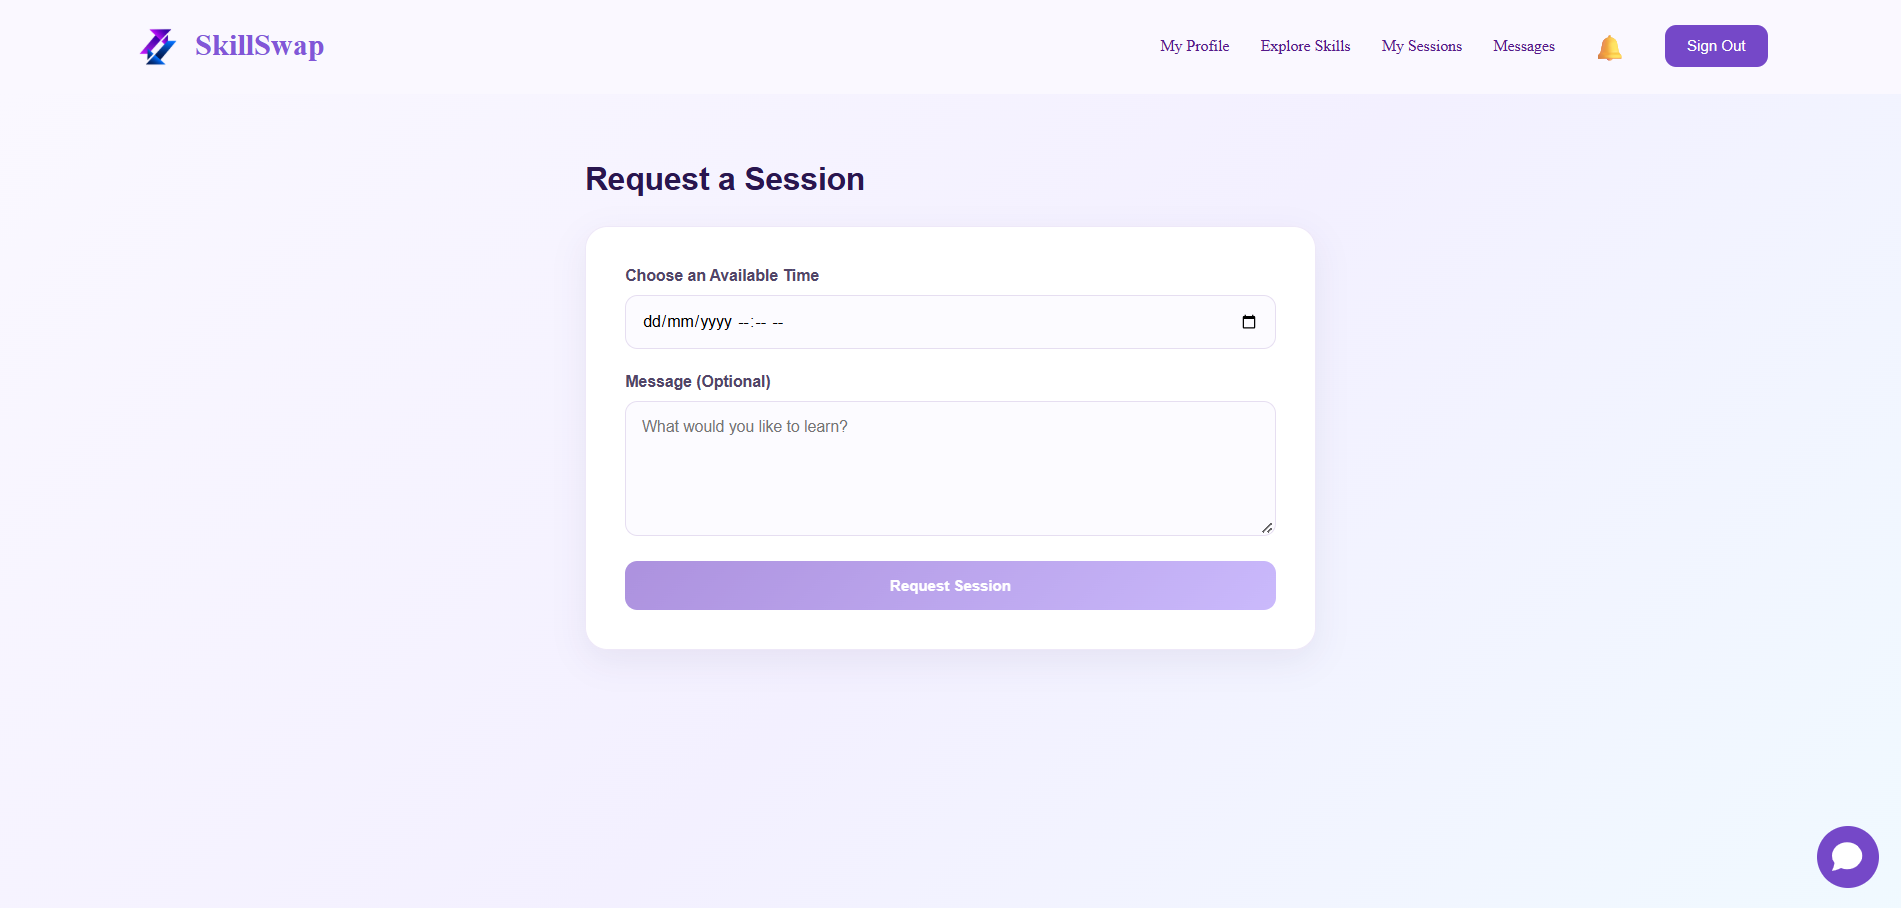 SkillSwap
My Profile
Explore Skills
My Sessions
Messages
Sign Out
Request a Session
Choose an Available Time
dd/mm/yyyy --:-- --
Message (Optional)
What would you like to learn?
Request Session